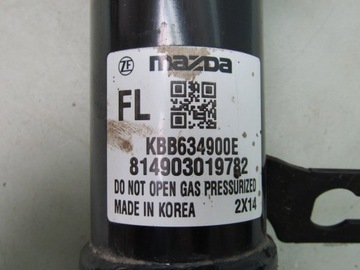 ZF mazda
FL
KBB634900E
814903019782
DO NOT OPEN GAS PRESSURIZED
MADE IN KOREA 2X14